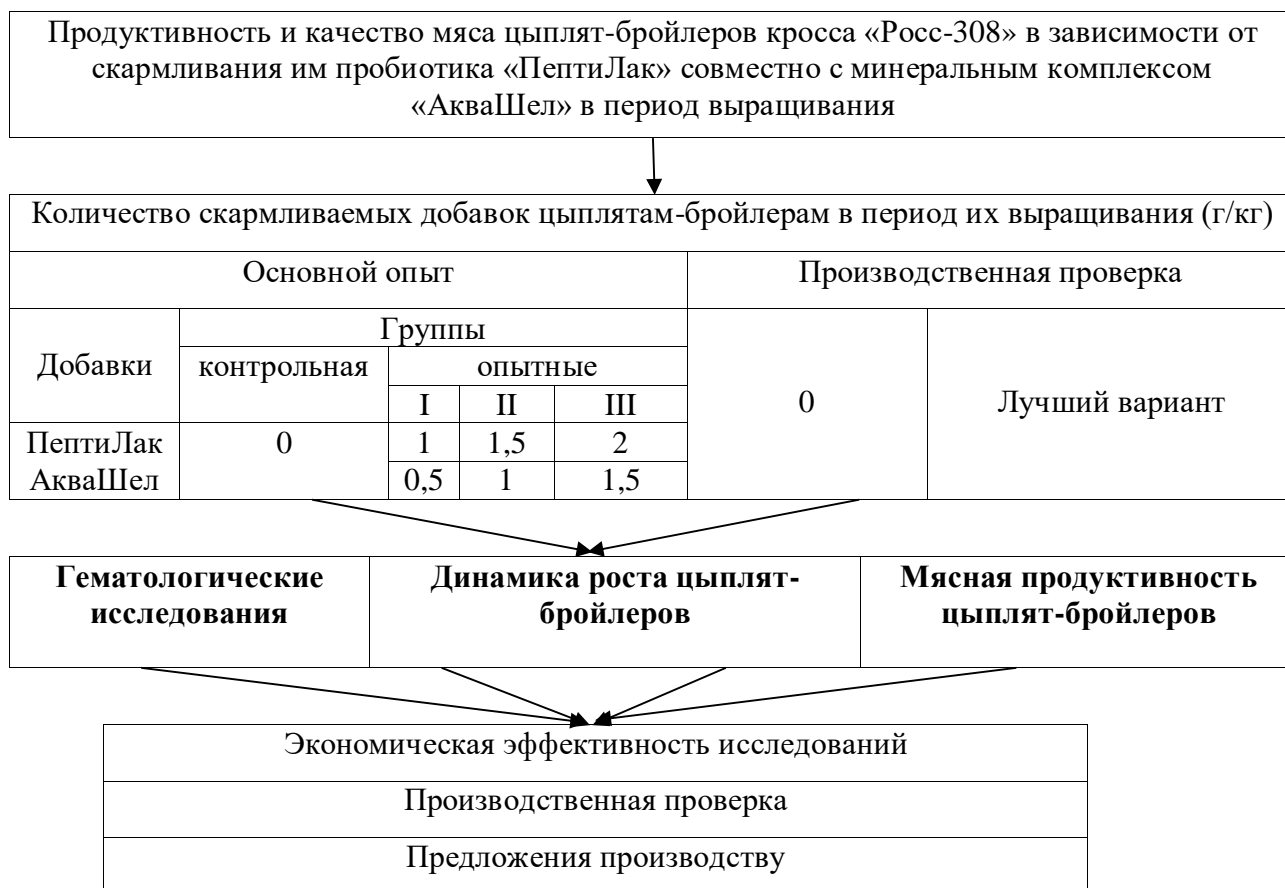 Продуктивность и качество мяса цыплят-бройлеров кросса «Росс-308» в зависимости от
скармливания им пробиотика «ПептиЛак» совместно с минеральным комплексом
«АкваШел» в период выращивания
Количество скармливаемых добавок цыплятам-бройлерам в период их выращивания (г/кг)
Основной опыт
Производственная проверка
Добавки
Группы
контрольная
опытные
I II III
0
Лучший вариант
ПептиЛак 0 1 1,5 2
АкваШел 0,5 1 1,5
Гематологические
исследования
Динамика роста цыплят-
бройлеров
Мясная продуктивность
цыплят-бройлеров
Экономическая эффективность исследований
Производственная проверка
Предложения производству